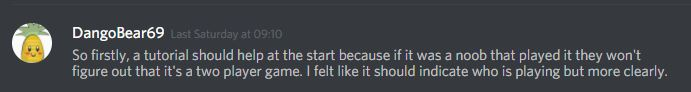 DangoBear69 Last Saturday at 09:10
So firstly, a tutorial should help at the start because if it was a noob that played it they won't
figure out that it's a two player game. I felt like it should indicate who is playing but more clearly.